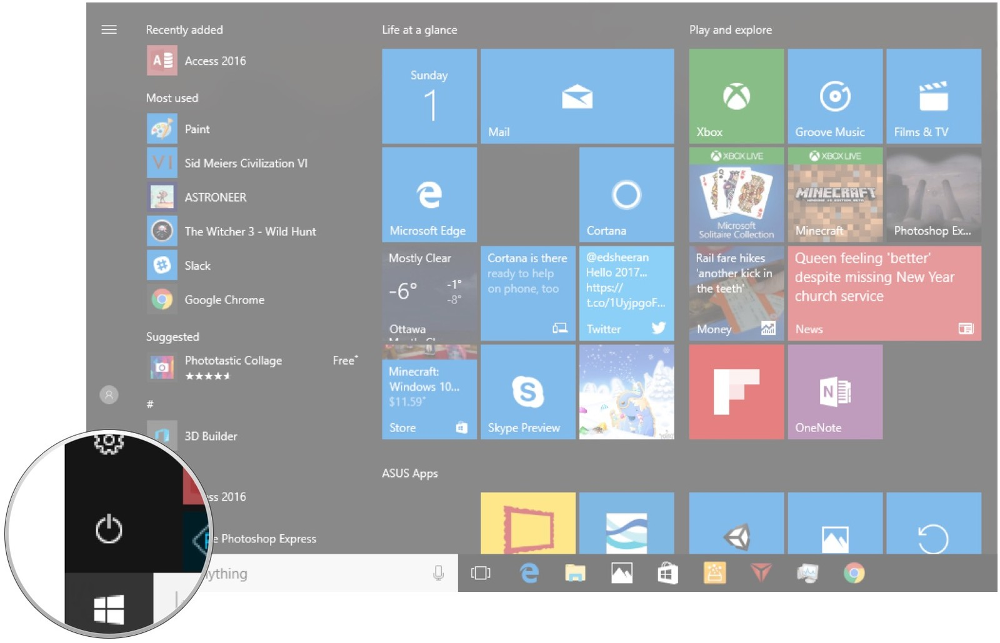 Recently added
Access 2016
Most used
Paint
Sid Meiers Civilization VI
ASTRONEER
The Witcher 3 - Wild Hunt
Slack
Google Chrome
Suggested
Phototastic Collage
Free*
#
3D Builder
ss 2016
e Photoshop Express
ything
Life at a glance
Sunday
1
Mail
Microsoft Edge
Cortana
Mostly Clear
-6°
-1°
-8°
Ottawa
Cortana is there
ready to help
on phone, too
@edsheeran
Hello 2017...
https://
t.co/1UyjpgoF...
Twitter
Minecraft:
Windows 10...
$11.59*
Store
Skype Preview
ASUS Apps
Play and explore
Xbox
Groove Music
Films & TV
XBOX LIVE
Microsoft
Solitaire Collection
XBOX LIVE
MINECRAFT
WINDOWS 10 EDITION BETA
Minecraft
Photoshop Ex...
Rail fare hikes
'another kick in
the teeth'
Money
Queen feeling 'better'
despite missing New Year
church service
News
OneNote